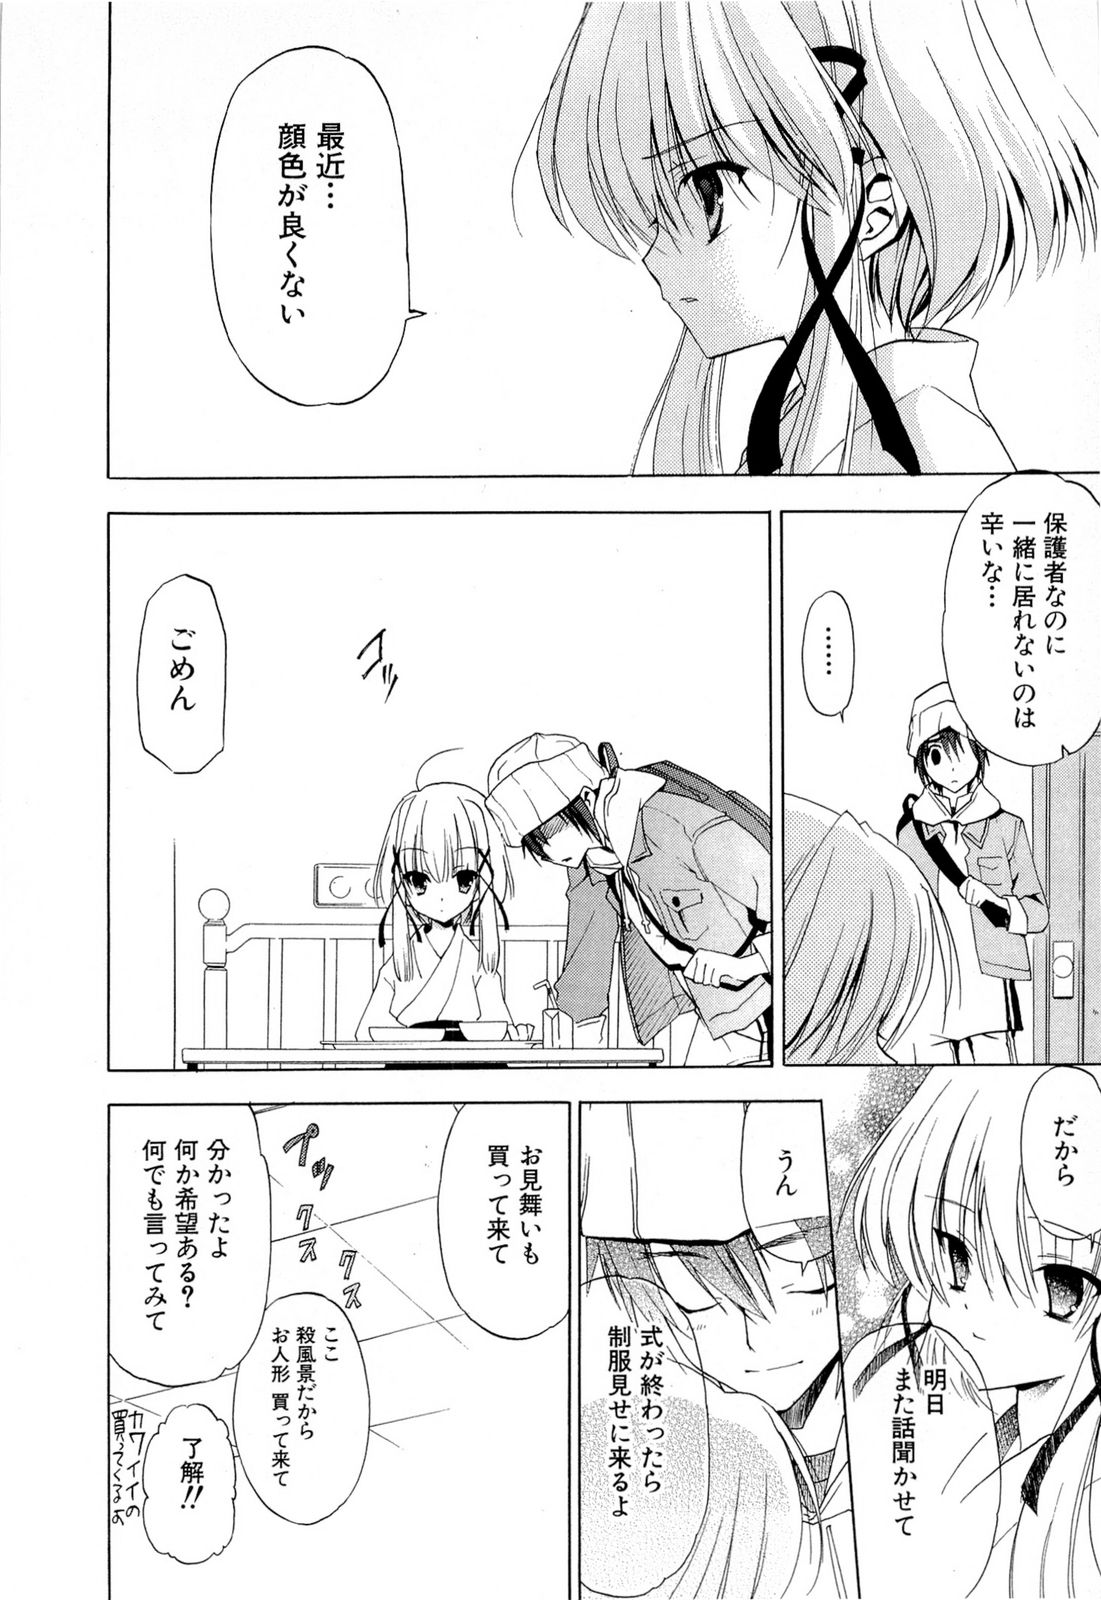 最近…
顔色が良くない
保護者なのに
一緒に居れないのは
辛いな…
……
コツッ
ごめん
だから
明日
また話聞かせて
うん
式が終わったら
制服見せに来るよ
お見舞いも
買って来て
プッ
クス
クス
ここ
殺風景だから
お人形 買って来て
分かったよ
何か希望ある？
何でも言ってみて
了解!!
カワイイの
買ってくるよ